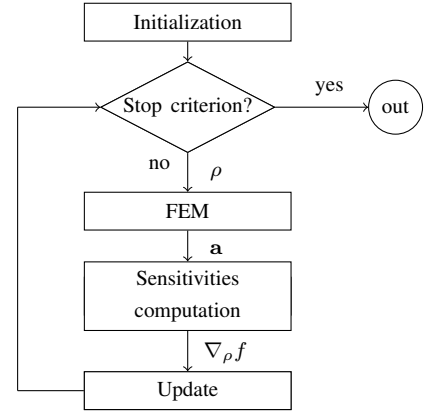 Initialization
Stop criterion?
yes
out
no
ρ
FEM
a
Sensitivities
computation
∇ρf
Update